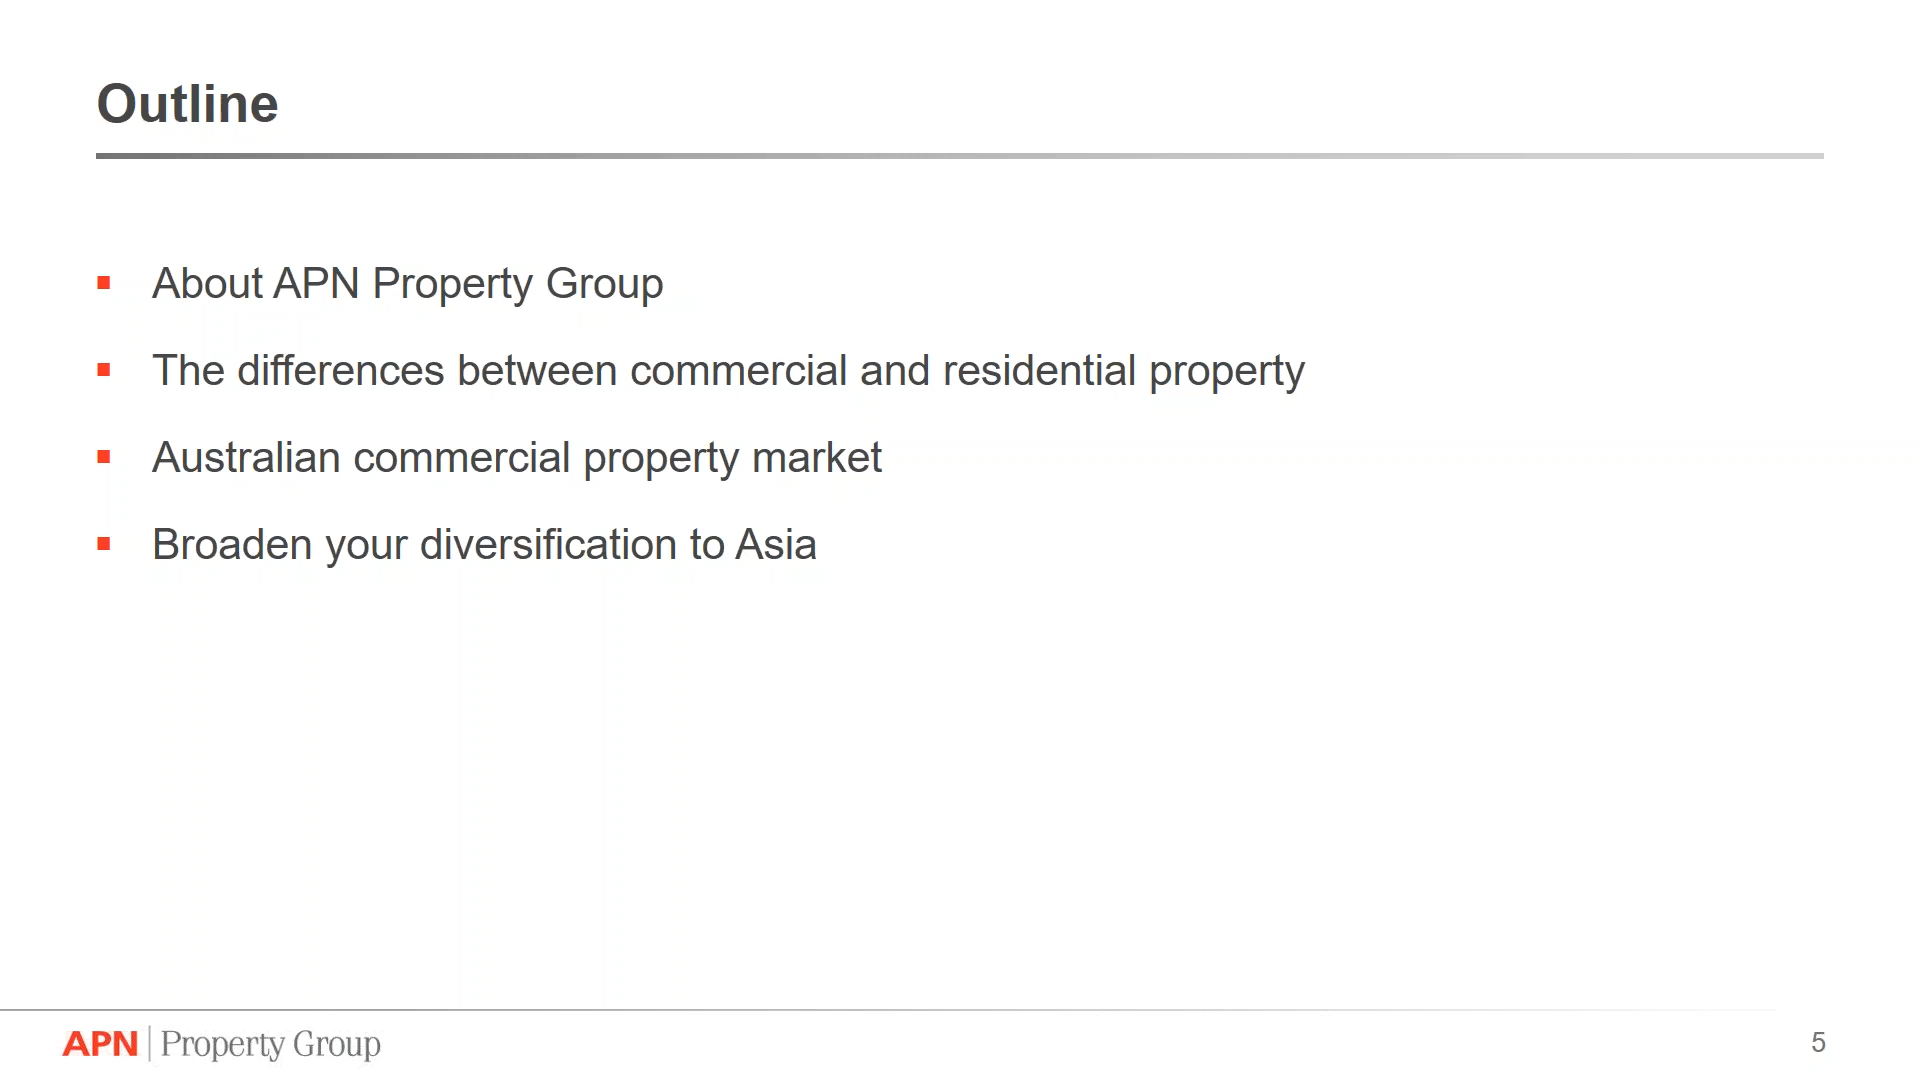 Outline
About APN Property Group
The differences between commercial and residential property
Australian commercial property market
Broaden your diversification to Asia
APN Property Group
5